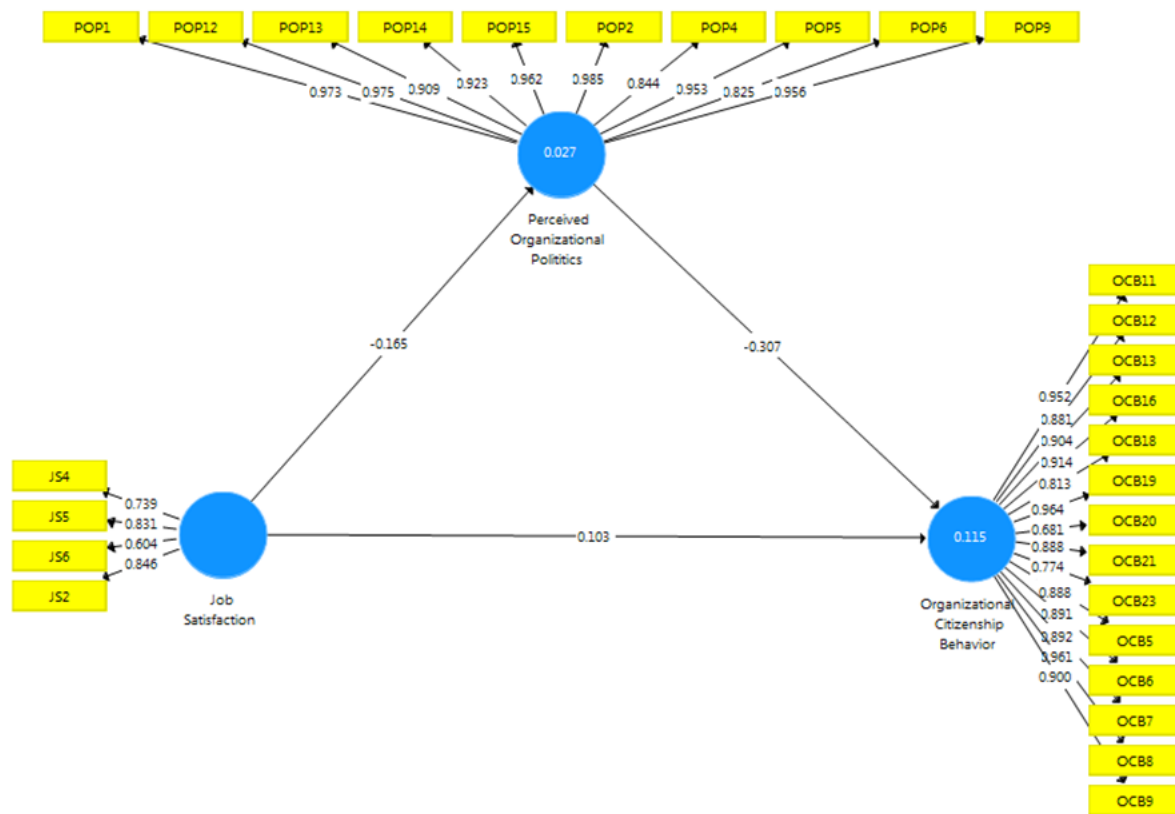 POP1
POP12
POP13
POP14
POP15
POP2
POP4
POP5
POP6
POP9
0.973
0.975
0.909
0.923
0.962
0.985
0.844
0.953
0.825
0.956
0.027
Perceived
Organizational
Polititics
-0.165
-0.307
JS4
JS5
JS6
JS2
0.739
0.831
0.604
0.846
Job
Satisfaction
0.103
0.115
Organizational
Citizenship
Behavior
0.952
0.881
0.904
0.914
0.813
0.964
0.681
0.888
0.774
0.888
0.891
0.892
0.961
0.900
OCB11
OCB12
OCB13
OCB16
OCB18
OCB19
OCB20
OCB21
OCB23
OCB5
OCB6
OCB7
OCB8
OCB9